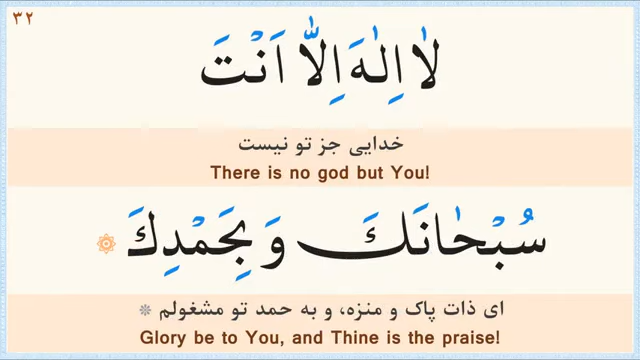 ۳۲
لٰا اِلٰهَ اِلّٰا اَنْتَ
خدایی جز تو نیست
There is no god but You!
سُبْحٰانَكَ وَ بِحَمْدِكَ
ای ذات پاک و منزه، و به حمد تو مشغولم
Glory be to You, and Thine is the praise!